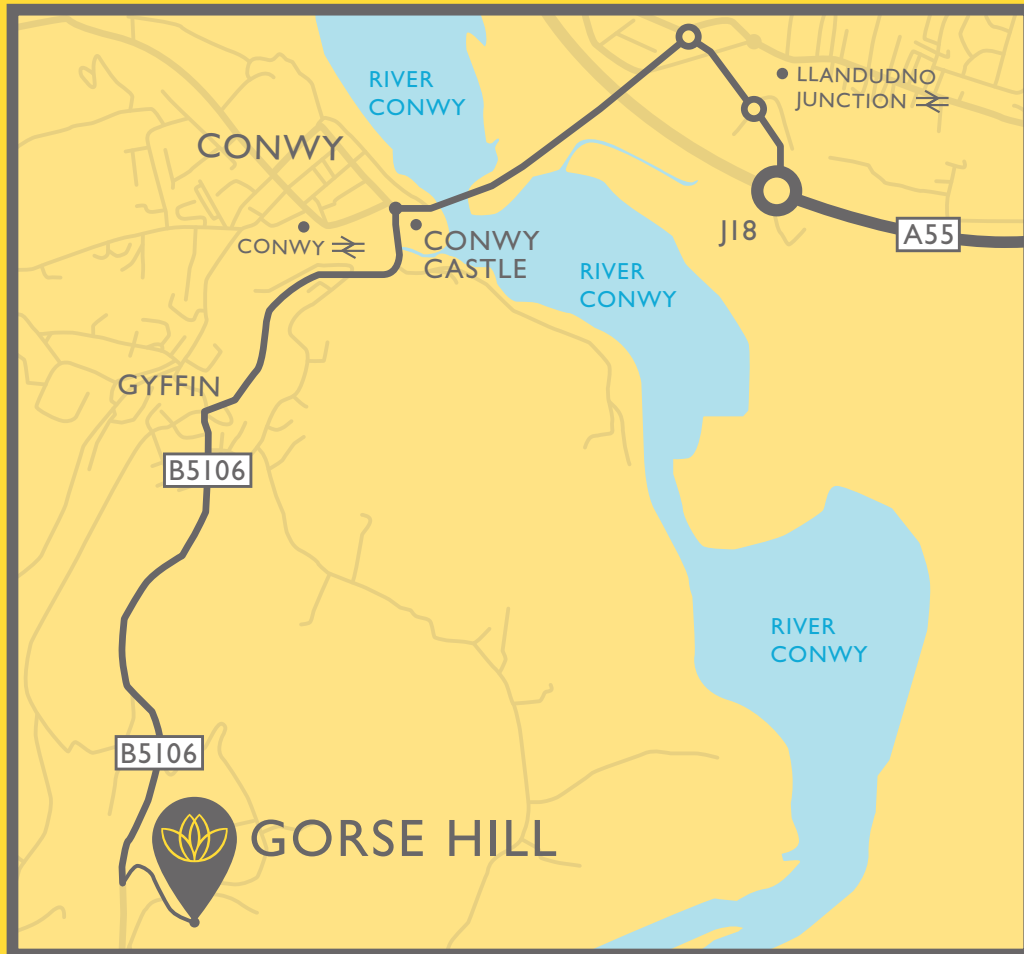 RIVER
CONWY
LLANDUDNO
JUNCTION
CONWY
J18
A55
CONWY
CONWY
CASTLE
RIVER
CONWY
GYFFIN
B5106
RIVER
CONWY
B5106
GORSE HILL